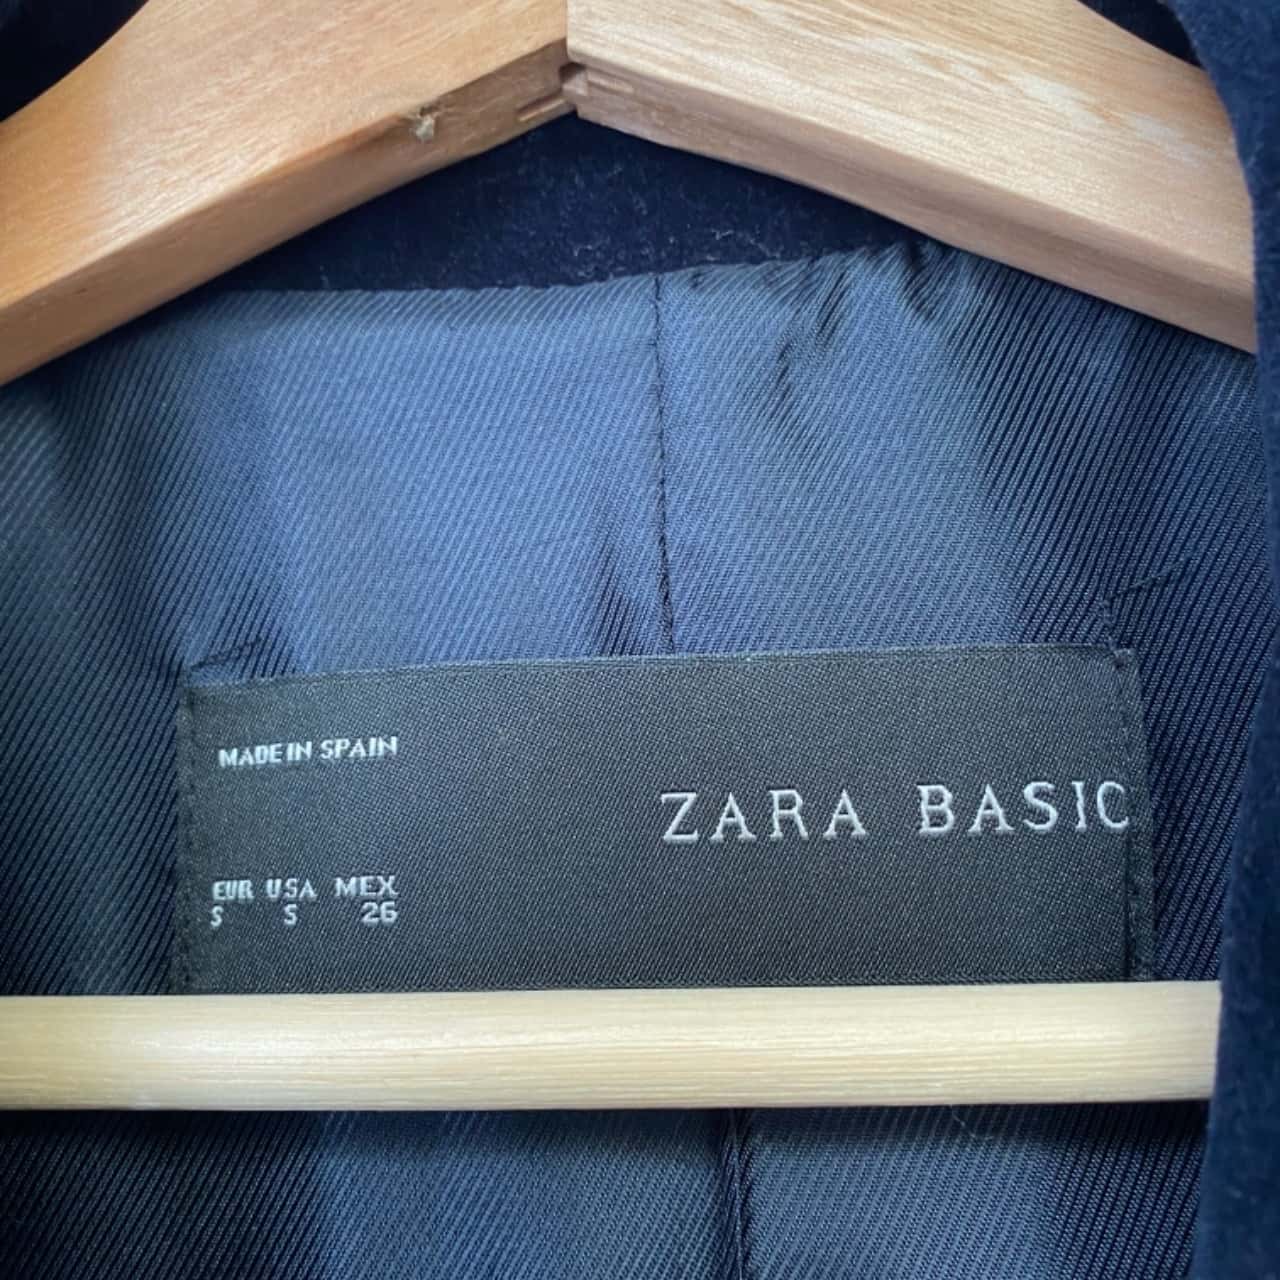 MADE IN SPAIN
ZARA BASIC
EUR USA MEX
S S 26